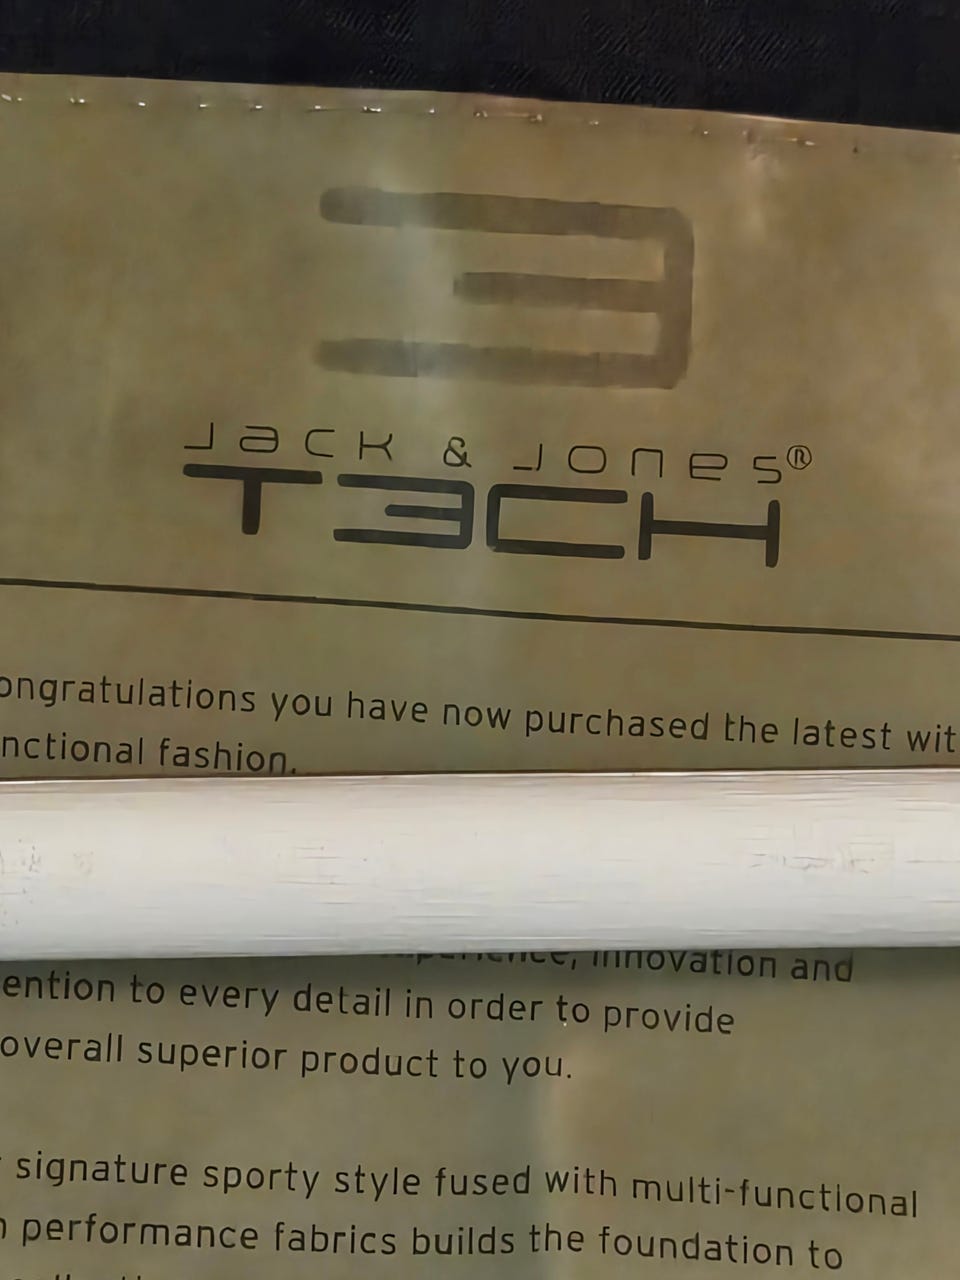 Jack & Jones®
T3CH
ongratulations you have now purchased the latest wit
nctional fashion.
innovation and
ention to every detail in order to provide
overall superior product to you.
signature sporty style fused with multi-functional
performance fabrics builds the foundation to